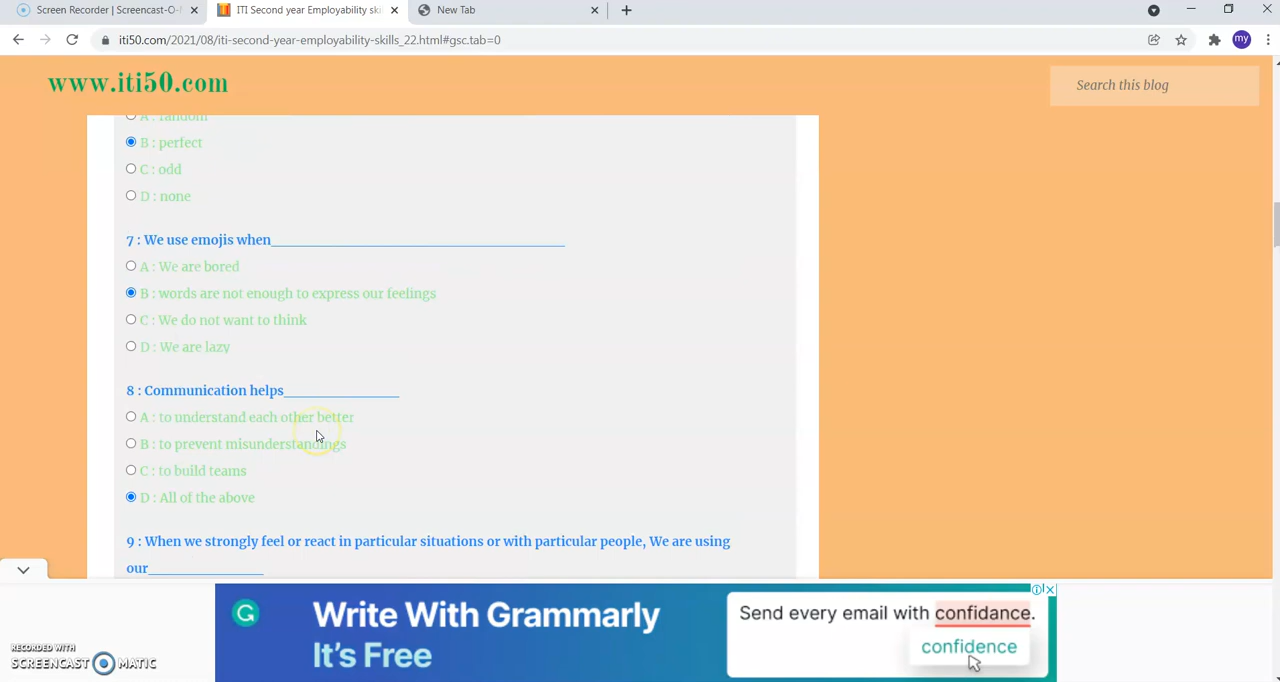 Screen Recorder | Screencast-O-
ITI Second year Employability ski
New Tab
iti50.com/2021/08/iti-second-year-employability-skills_22.html#gsc.tab=0
my
www.iti50.com
Search this blog
A : random
B : perfect
C : odd
D : none
7 : We use emojis when__________________________________________
A : We are bored
B : words are not enough to express our feelings
C : We do not want to think
D : We are lazy
8 : Communication helps________________
A : to understand each other better
B : to prevent misunderstandings
C : to build teams
D : All of the above
9 : When we strongly feel or react in particular situations or with particular people, We are using
our________________
G
Write With Grammarly
It's Free
Send every email with confidance.
confidence
RECORDED WITH
SCREENCAST O MATIC